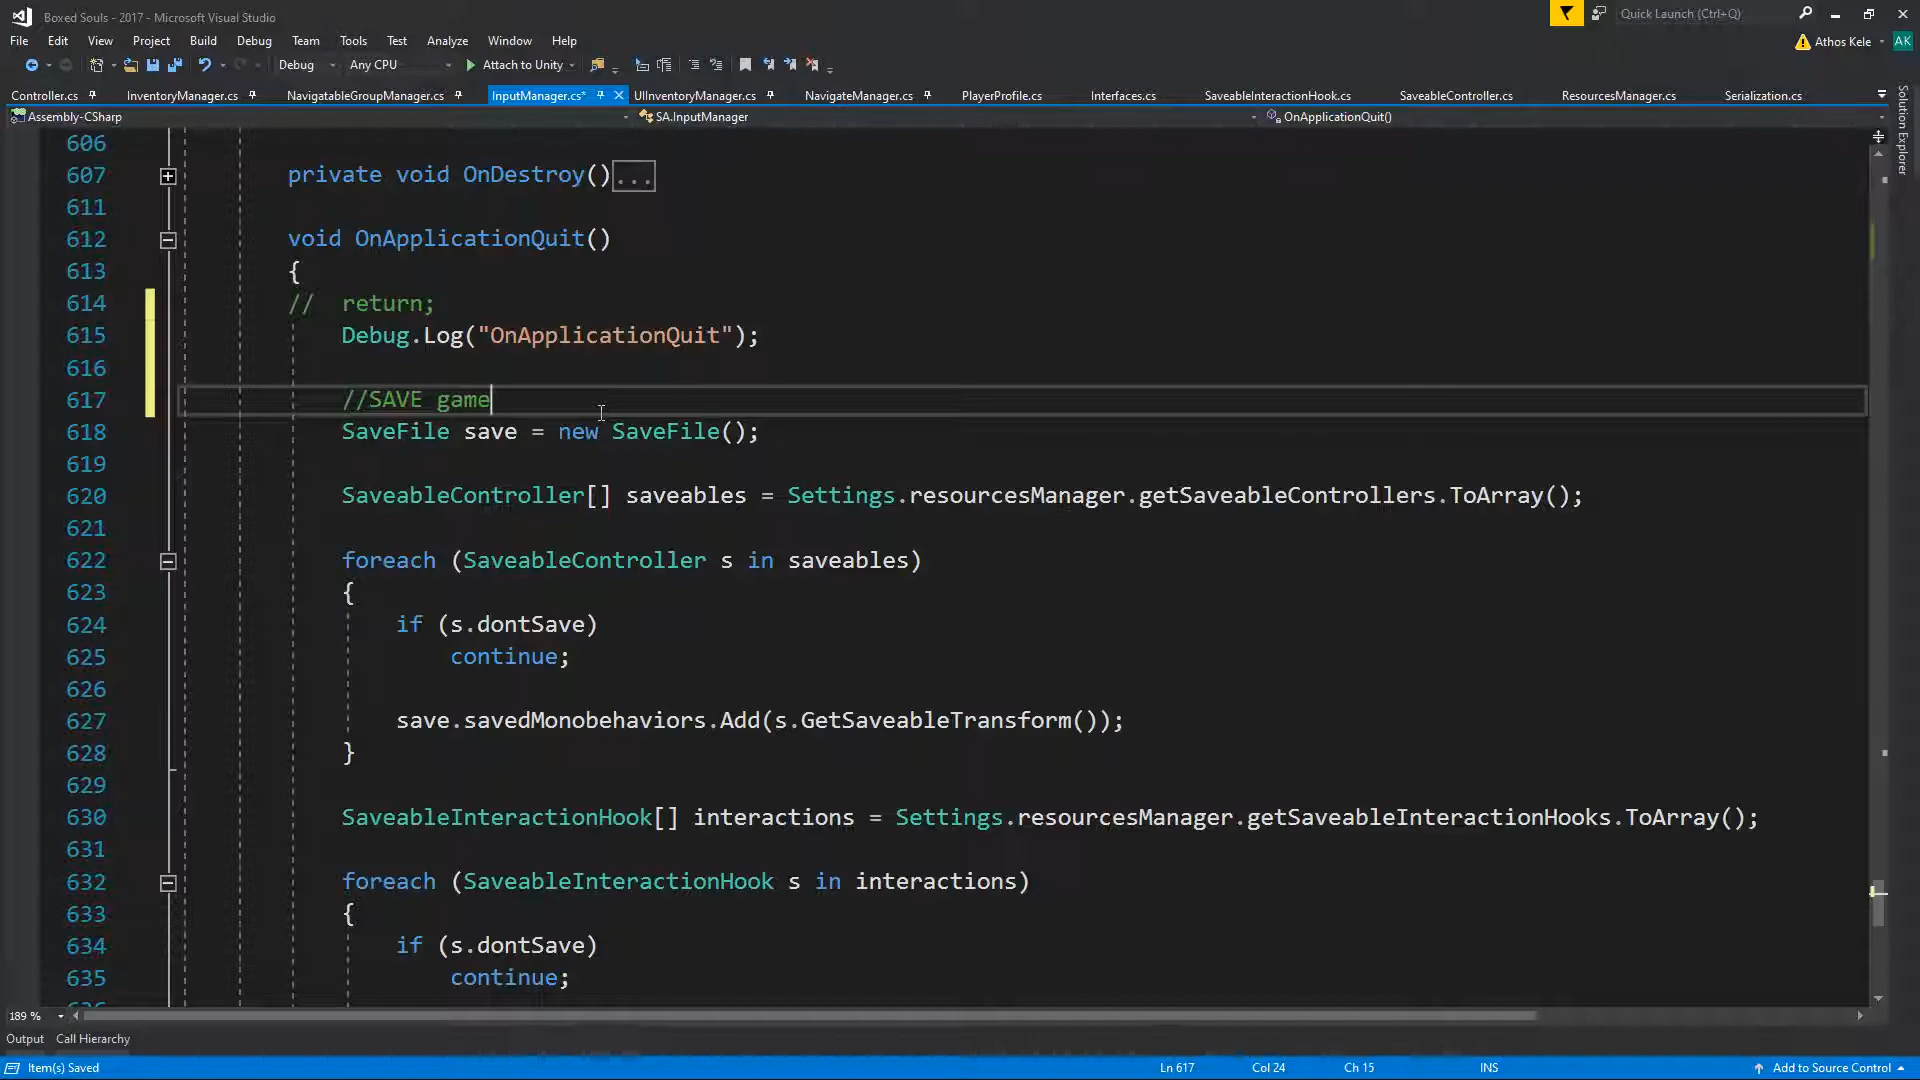 Boxed Souls - 2017 - Microsoft Visual Studio
Quick Launch (Ctrl+Q)
File Edit View Project Build Debug Team Tools Test Analyze Window Help
Athos Kele AK
Debug Any CPU Attach to Unity
Controller.cs InventoryManager.cs NavigatableGroupManager.cs InputManager.cs* UIInventoryManager.cs NavigateManager.cs PlayerProfile.cs Interfaces.cs SaveableInteractionHook.cs SaveableController.cs ResourcesManager.cs Serialization.cs
Solution Explorer
Assembly-CSharp SA.InputManager OnApplicationQuit()
606
607 private void OnDestroy()...
611
612 void OnApplicationQuit()
613 {
614 // return;
615 Debug.Log("OnApplicationQuit");
616
617 //SAVE game
618 SaveFile save = new SaveFile();
619
620 SaveableController[] saveables = Settings.resourcesManager.getSaveableControllers.ToArray();
621
622 foreach (SaveableController s in saveables)
623 {
624 if (s.dontSave)
625 continue;
626
627 save.savedMonobehaviors.Add(s.GetSaveableTransform());
628 }
629
630 SaveableInteractionHook[] interactions = Settings.resourcesManager.getSaveableInteractionHooks.ToArray();
631
632 foreach (SaveableInteractionHook s in interactions)
633 {
634 if (s.dontSave)
635 continue;
189 %
Output Call Hierarchy
Item(s) Saved Ln 617 Col 24 Ch 15 INS Add to Source Control